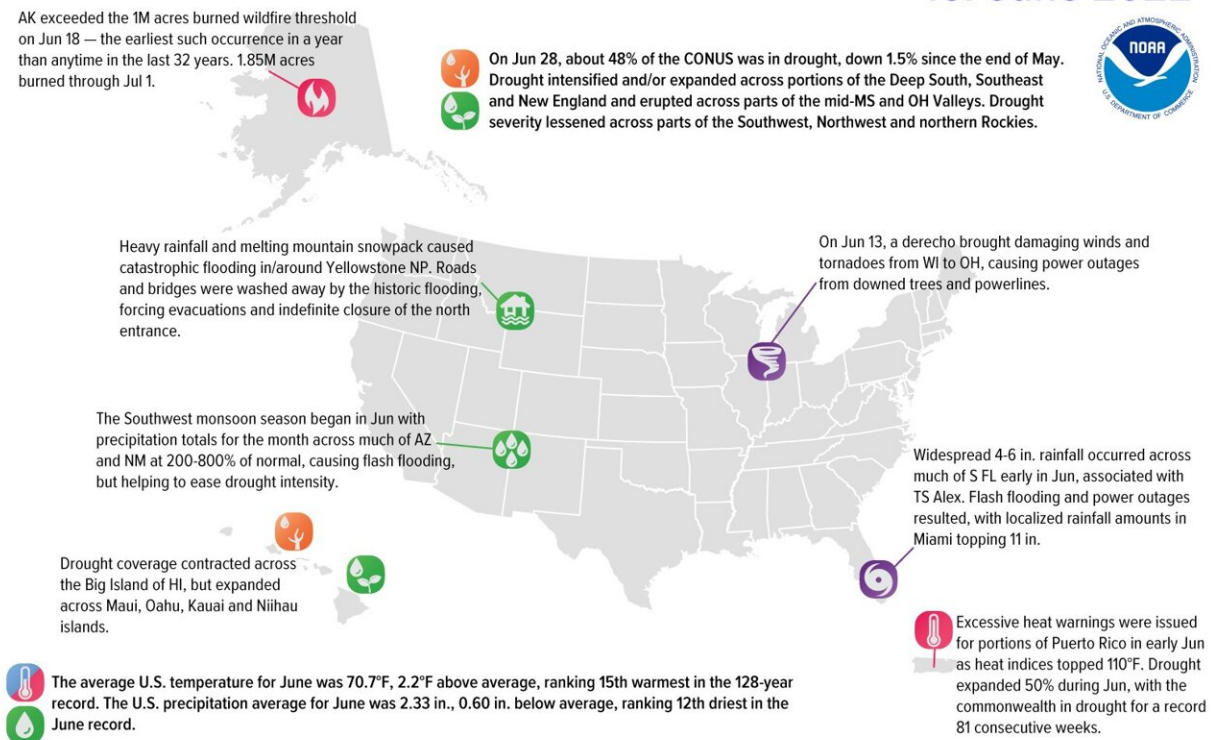 for June 2022
AK exceeded the 1M acres burned wildfire threshold
on Jun 18 — the earliest such occurrence in a year
than anytime in the last 32 years. 1.85M acres
burned through Jul 1.
On Jun 28, about 48% of the CONUS was in drought, down 1.5% since the end of May.
Drought intensified and/or expanded across portions of the Deep South, Southeast
and New England and erupted across parts of the mid-MS and OH Valleys. Drought
severity lessened across parts of the Southwest, Northwest and northern Rockies.
NATIONAL OCEANIC AND ATMOSPHERIC ADMINISTRATION
NOAA
U.S. DEPARTMENT OF COMMERCE
Heavy rainfall and melting mountain snowpack caused
catastrophic flooding in/around Yellowstone NP. Roads
and bridges were washed away by the historic flooding,
forcing evacuations and indefinite closure of the north
entrance.
On Jun 13, a derecho brought damaging winds and
tornadoes from WI to OH, causing power outages
from downed trees and powerlines.
The Southwest monsoon season began in Jun with
precipitation totals for the month across much of AZ
and NM at 200-800% of normal, causing flash flooding,
but helping to ease drought intensity.
Widespread 4-6 in. rainfall occurred across
much of S FL early in Jun, associated with
TS Alex. Flash flooding and power outages
resulted, with localized rainfall amounts in
Miami topping 11 in.
Drought coverage contracted across
the Big Island of HI, but expanded
across Maui, Oahu, Kauai and Niihau
islands.
Excessive heat warnings were issued
for portions of Puerto Rico in early Jun
as heat indices topped 110°F. Drought
expanded 50% during Jun, with the
commonwealth in drought for a record
81 consecutive weeks.
The average U.S. temperature for June was 70.7°F, 2.2°F above average, ranking 15th warmest in the 128-year
record. The U.S. precipitation average for June was 2.33 in., 0.60 in. below average, ranking 12th driest in the
June record.